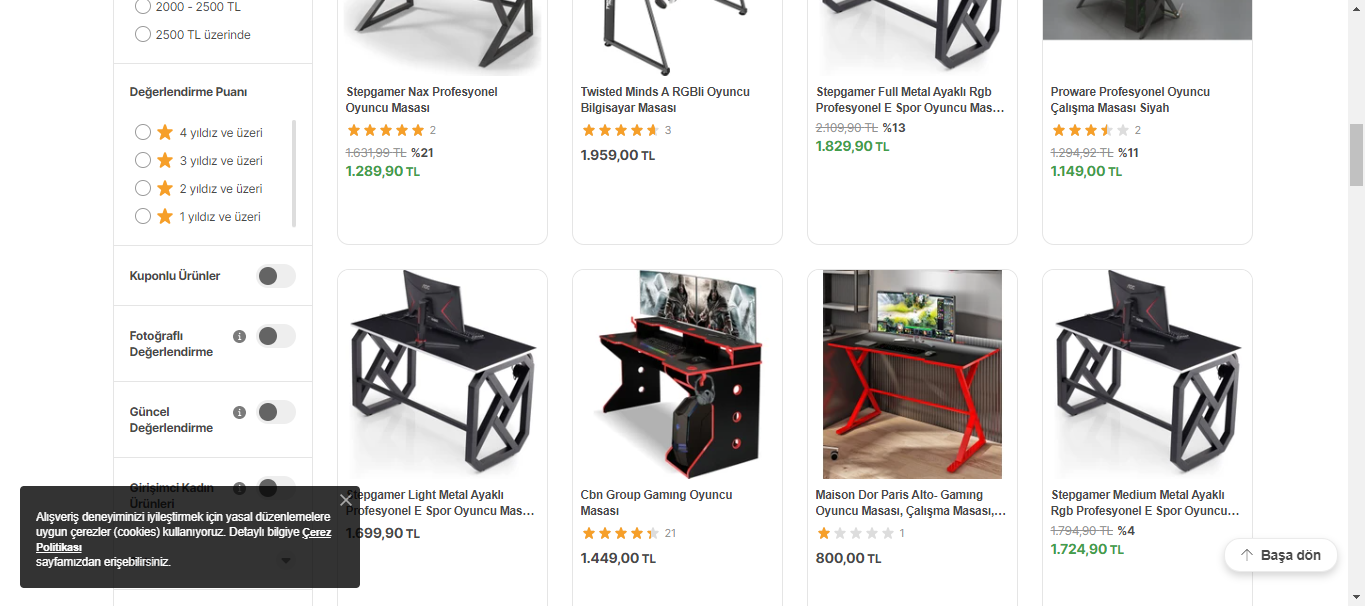 2000 - 2500 TL
2500 TL üzerinde
Değerlendirme Puanı
4 yıldız ve üzeri
3 yıldız ve üzeri
2 yıldız ve üzeri
1 yıldız ve üzeri
Kuponlu Ürünler
Fotoğraflı
Değerlendirme
Güncel
Değerlendirme
Girişimci Kadın
Ürünleri
Stepgamer Nax Profesyonel
Oyuncu Masası
2
1.631,99 TL %21
1.289,90 TL
Twisted Minds A RGBli Oyuncu
Bilgisayar Masası
3
1.959,00 TL
Stepgamer Full Metal Ayaklı Rgb
Profesyonel E Spor Oyuncu Mas...
2.109,90 TL %13
1.829,90 TL
Proware Profesyonel Oyuncu
Çalışma Masası Siyah
2
1.294,92 TL %11
1.149,00 TL
Stepgamer Light Metal Ayaklı
Profesyonel E Spor Oyuncu Mas...
1.699,90 TL
Cbn Group Gamıng Oyuncu
Masası
21
1.449,00 TL
Maison Dor Paris Alto- Gamıng
Oyuncu Masası, Çalışma Masası,...
1
800,00 TL
Stepgamer Medium Metal Ayaklı
Rgb Profesyonel E Spor Oyuncu...
1.794,90 TL %4
1.724,90 TL
Alışveriş deneyiminizi iyileştirmek için yasal düzenlemelere
uygun çerezler (cookies) kullanıyoruz. Detaylı bilgiye Çerez
Politikası
sayfamızdan erişebilirsiniz.
Başa dön